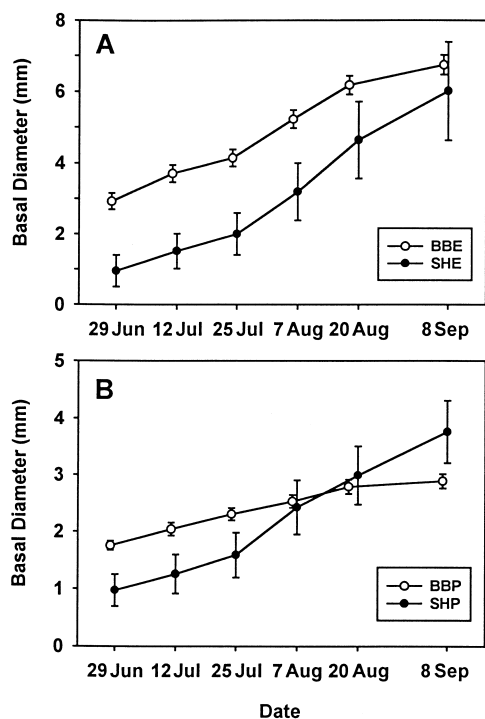 A
Basal Diameter (mm)
8
6
4
2
0
BBE
SHE
29 Jun 12 Jul 25 Jul 7 Aug 20 Aug 8 Sep
B
Basal Diameter (mm)
5
4
3
2
1
0
BBP
SHP
29 Jun 12 Jul 25 Jul 7 Aug 20 Aug 8 Sep
Date